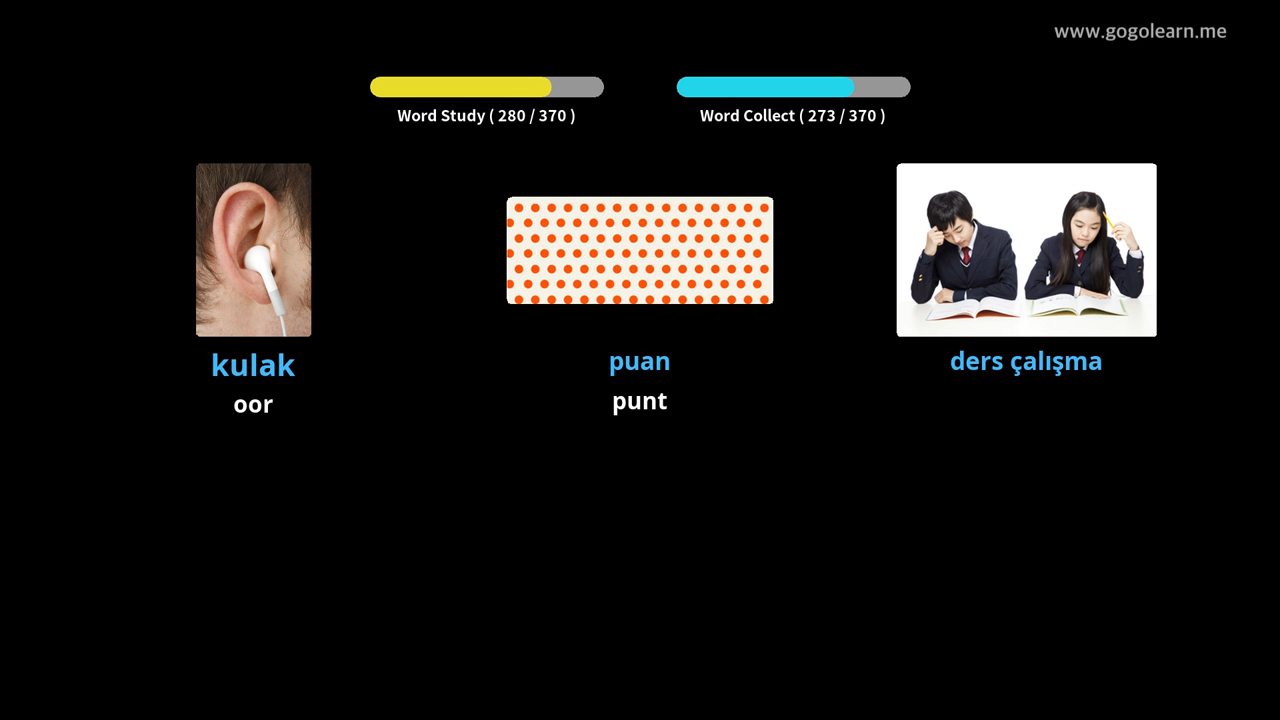 www.gogolearn.me
Word Study ( 280 / 370 )
Word Collect ( 273 / 370 )
kulak
oor
puan
punt
ders çalışma